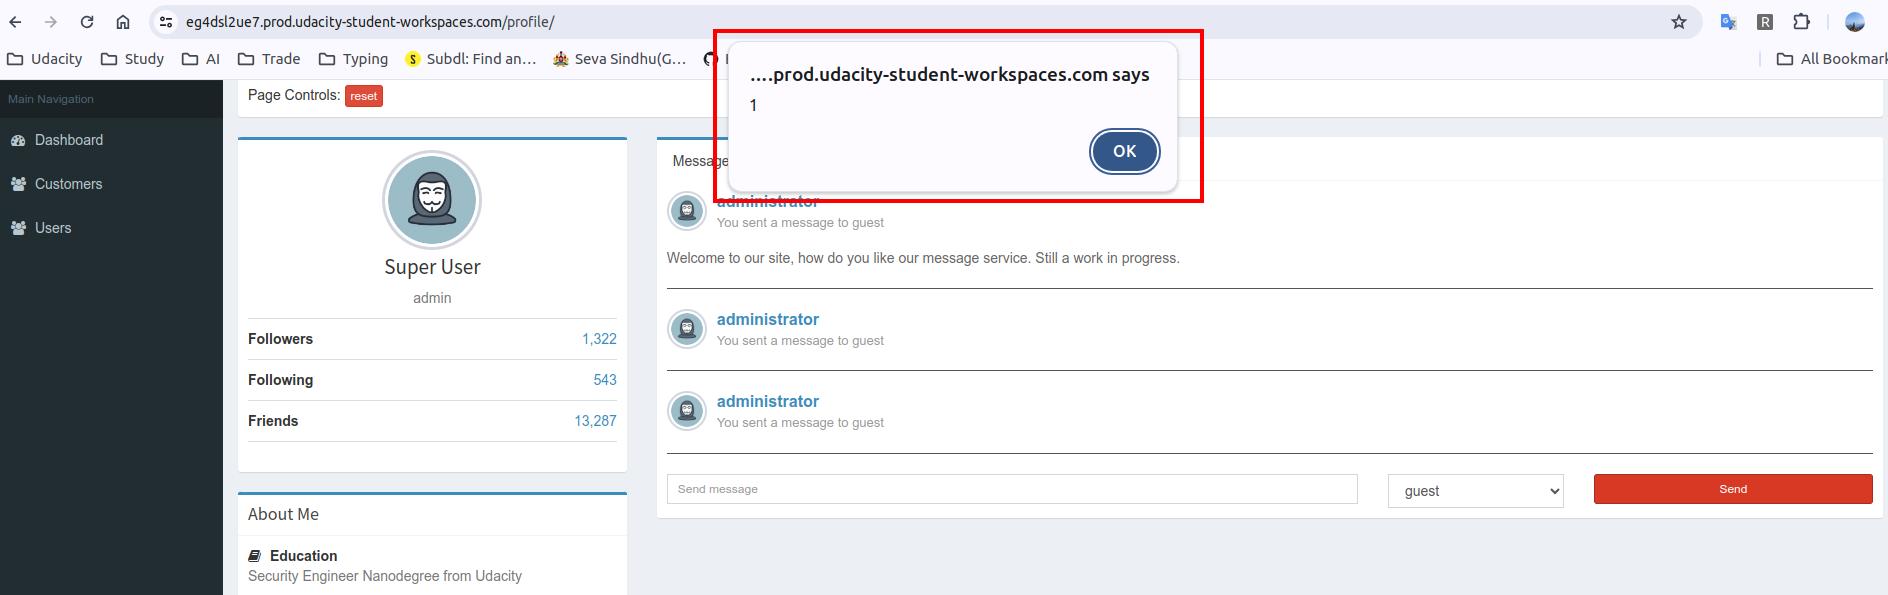 eg4dsl2ue7.prod.udacity-student-workspaces.com/profile/
Udacity
Study
AI
Trade
Typing
Subdl: Find an...
Seva Sindhu(G...
All Bookmark
....prod.udacity-student-workspaces.com says
1
OK
Main Navigation
Dashboard
Customers
Users
Page Controls: reset
Super User
admin
Followers 1,322
Following 543
Friends 13,287
About Me
Education
Security Engineer Nanodegree from Udacity
Message
administrator
You sent a message to guest
Welcome to our site, how do you like our message service. Still a work in progress.
administrator
You sent a message to guest
administrator
You sent a message to guest
Send message
guest
Send